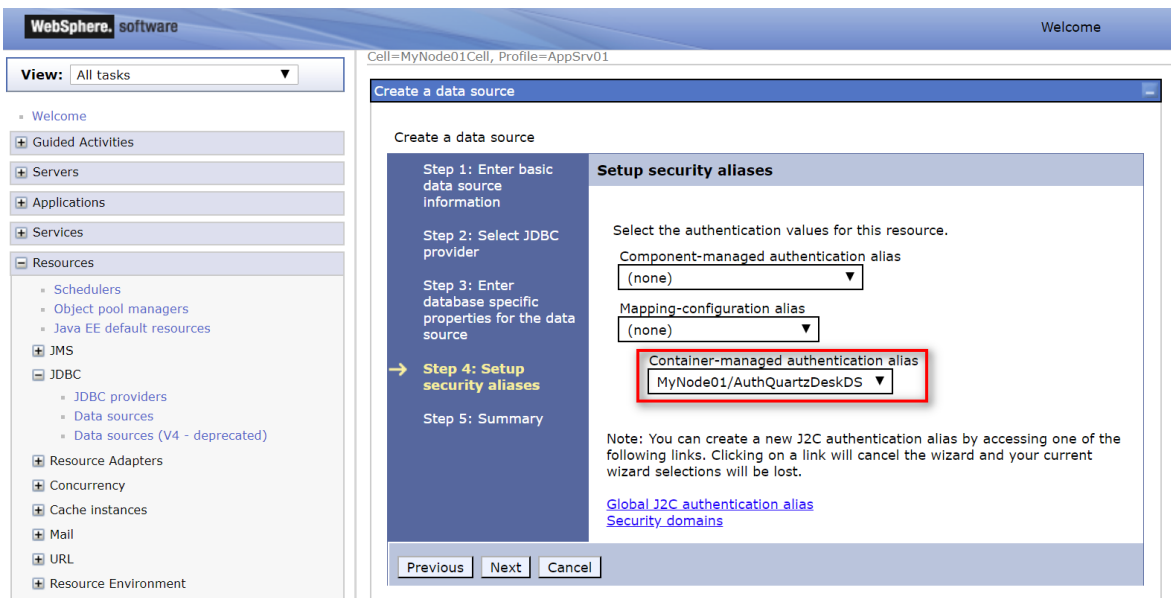 WebSphere. software
Welcome
View: All tasks
Welcome
Guided Activities
Servers
Applications
Services
Resources
Schedulers
Object pool managers
Java EE default resources
JMS
JDBC
JDBC providers
Data sources
Data sources (V4 - deprecated)
Resource Adapters
Concurrency
Cache instances
Mail
URL
Resource Environment
Cell=MyNode01Cell, Profile=AppSrv01
Create a data source
Create a data source
Step 1: Enter basic
data source
information
Step 2: Select JDBC
provider
Step 3: Enter
database specific
properties for the data
source
Step 4: Setup
security aliases
Step 5: Summary
Setup security aliases
Select the authentication values for this resource.
Component-managed authentication alias
(none)
Mapping-configuration alias
(none)
Container-managed authentication alias
MyNode01/AuthQuartzDeskDS
Note: You can create a new J2C authentication alias by accessing one of the
following links. Clicking on a link will cancel the wizard and your current
wizard selections will be lost.
Global J2C authentication alias
Security domains
Previous Next Cancel